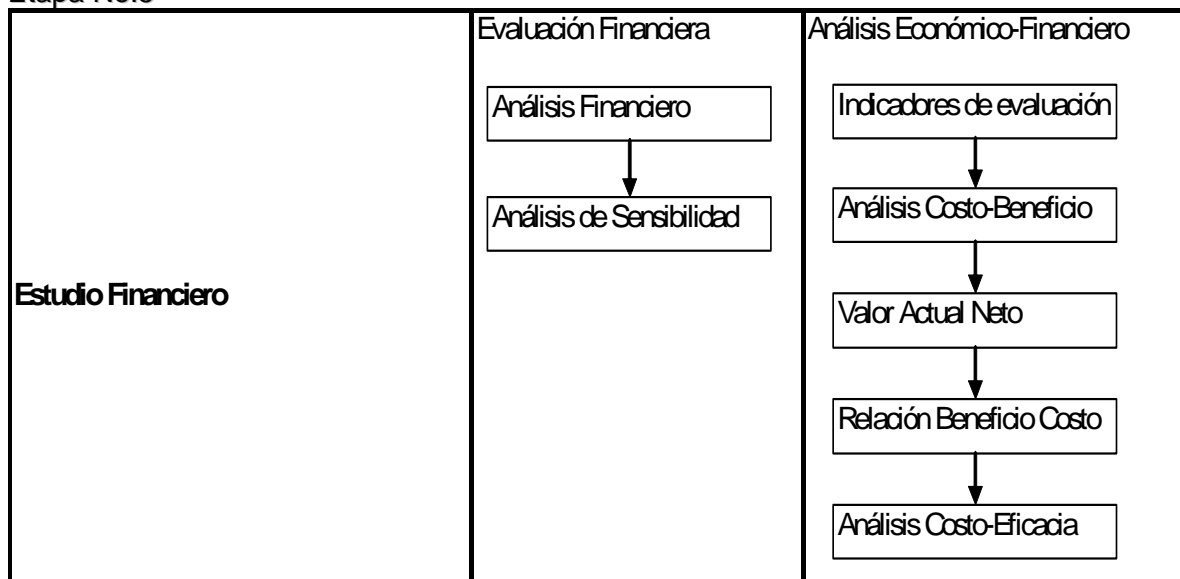 Estudio Financiero
Evaluación Financiera
Análisis Financiero
Análisis de Sensibilidad
Análisis Económico-Financiero
Indicadores de evaluación
Análisis Costo-Beneficio
Valor Actual Neto
Relación Beneficio Costo
Análisis Costo-Eficacia